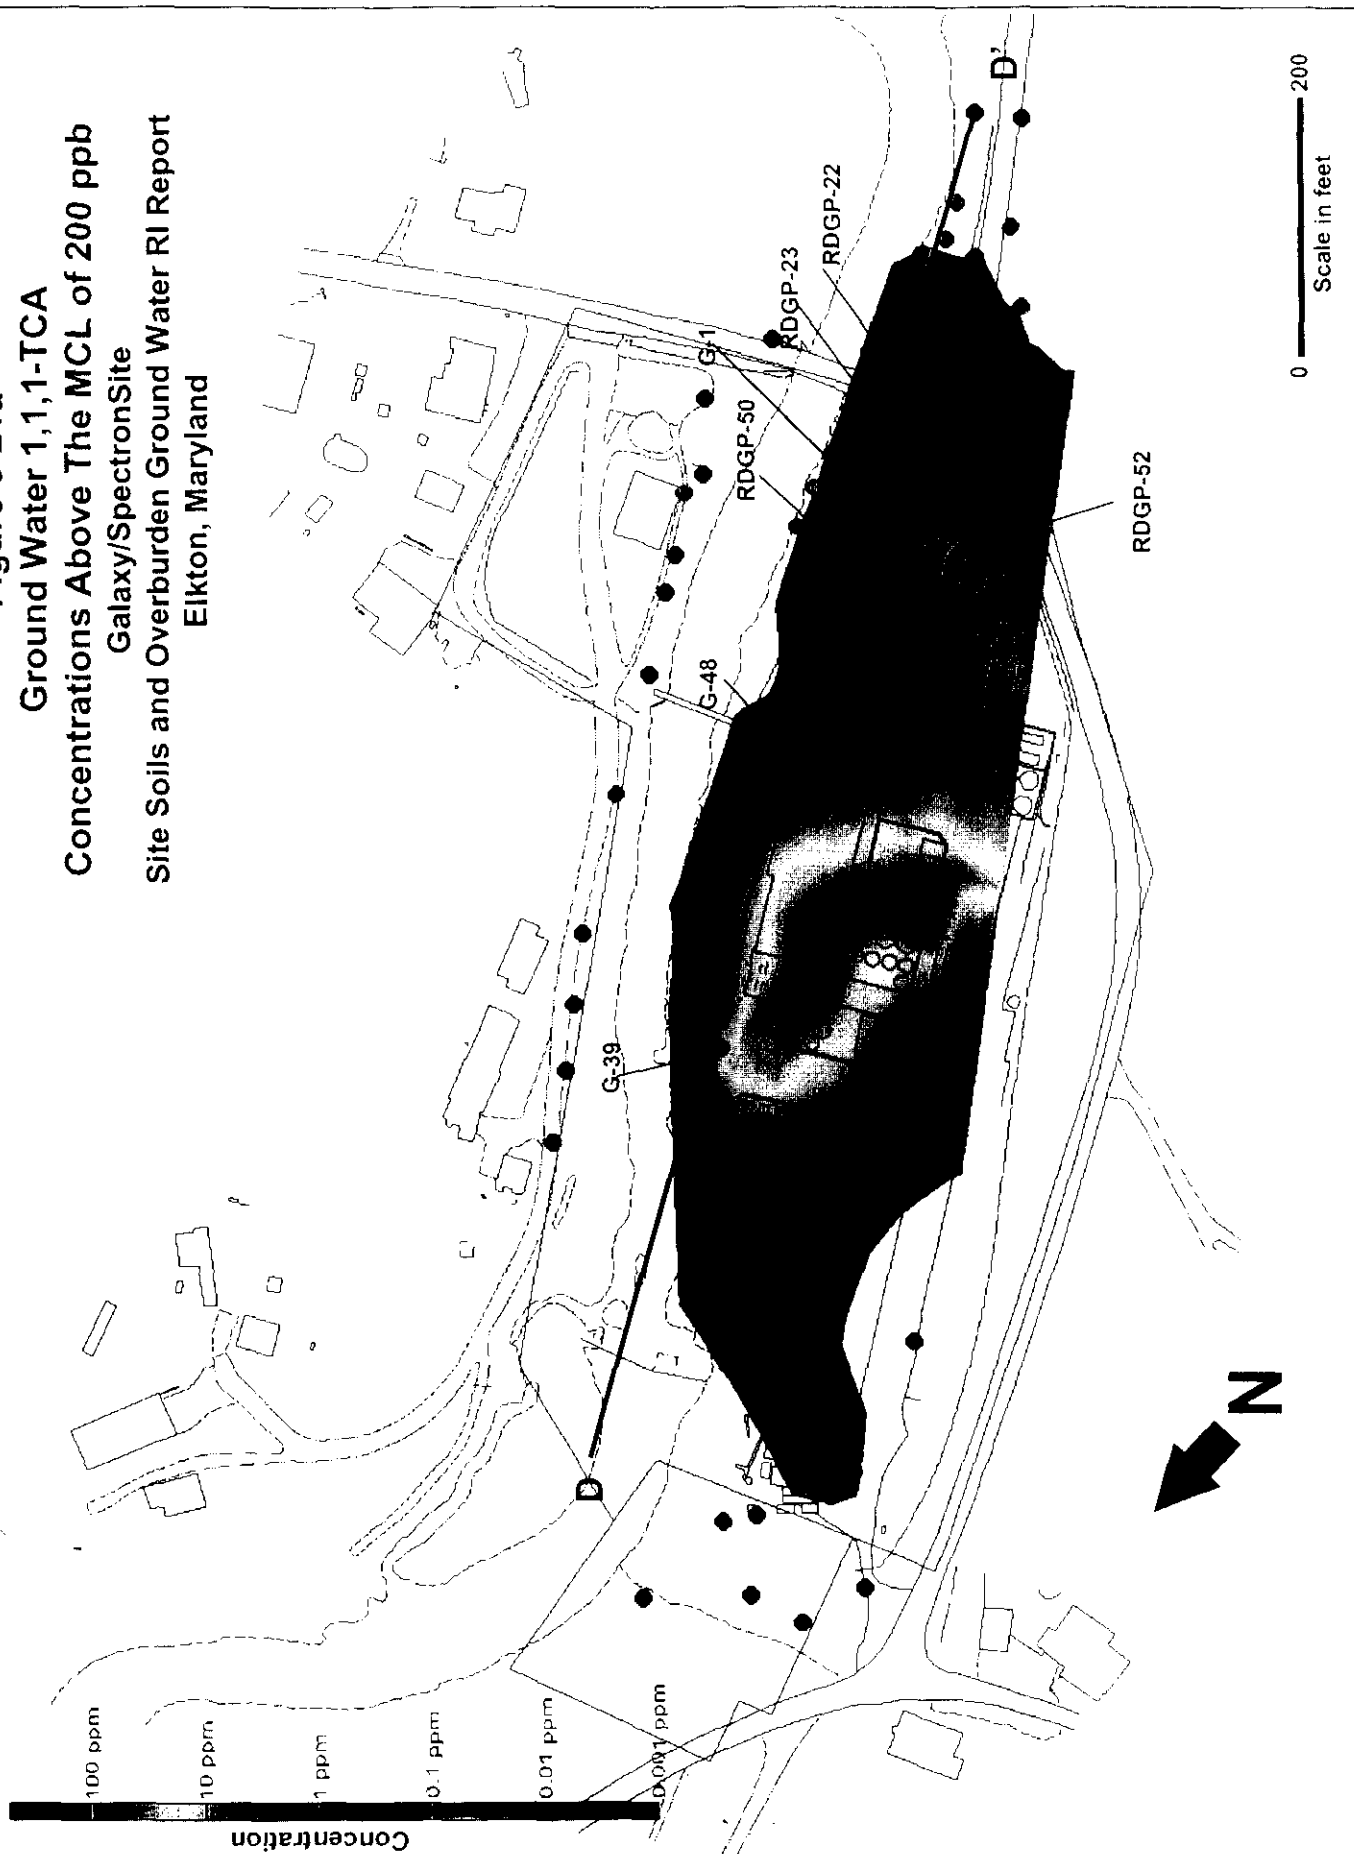 Ground Water 1,1,1-TCA
Concentrations Above The MCL of 200 ppb
Galaxy/SpectronSite
Site Soils and Overburden Ground Water RI Report
Elkton, Maryland
100 ppm
10 ppm
1 ppm
0.1 ppm
0.01 ppm
0.001 ppm
Concentration
D
G-39
G-48
RDGP-50
G-1
RDGP-23
RDGP-22
D'
RDGP-52
N
0
200
Scale in feet